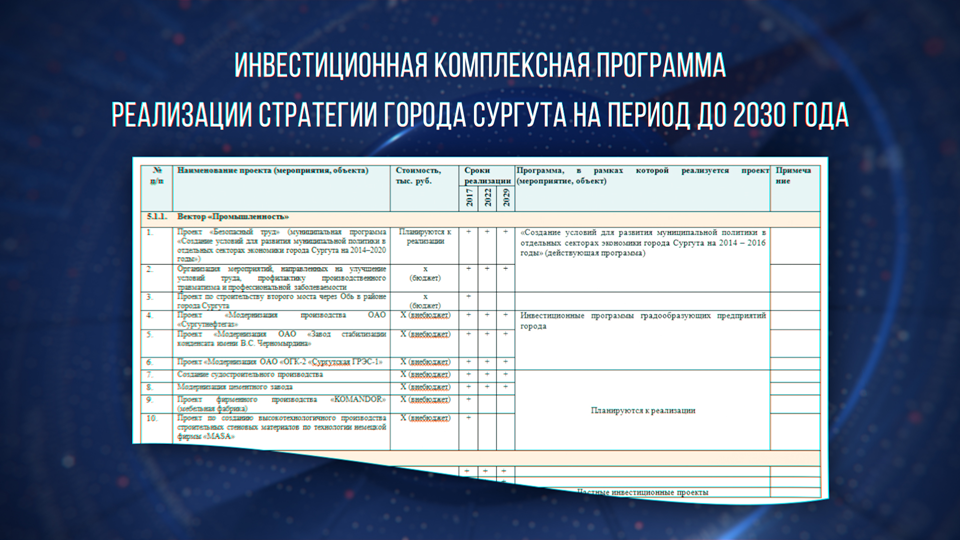 ИНВЕСТИЦИОННАЯ КОМПЛЕКСНАЯ ПРОГРАММА
РЕАЛИЗАЦИИ СТРАТЕГИИ ГОРОДА СУРГУТА НА ПЕРИОД ДО 2030 ГОДА
№ п/п
Наименование проекта (мероприятия, объекта)
Стоимость, тыс. руб.
Сроки реализации
2017
2022
2029
Программа, в рамках которой реализуется проект
(мероприятие, объект)
Примеча
ние
5.1.1. Вектор «Промышленность»
1.
Проект «Безопасный труд» (муниципальная программа
«Создание условий для развития муниципальной политики в
отдельных секторах экономики города Сургута на 2014–2020
годы»)
Планируются к
реализации
+ + +
«Создание условий для развития муниципальной политики в
отдельных секторах экономики города Сургута на 2014 – 2016
годы» (действующая программа)
2.
Организация мероприятий, направленных на улучшение
условий труда, профилактику производственного
травматизма и профессиональной заболеваемости
х
(бюджет)
+ + +
3.
Проект по строительству второго моста через Обь в районе
города Сургута
х
(бюджет)
+
4.
Проект «Модернизация производства ОАО
«Сургутнефтегаз»
Х (внебюджет)
+ + +
Инвестиционные программы градообразующих предприятий
города
5.
Проект «Модернизация ОАО «Завод стабилизации
конденсата имени В.С. Черномырдина»
Х (внебюджет)
+ + +
6.
Проект «Модернизация ОАО «ОГК-2 «Сургутская ГРЭС-1»
Х (внебюджет)
+ + +
7.
Создание судостроительного производства
Х (внебюджет)
+ + +
Планируются к реализации
8.
Модернизация цементного завода
Х (внебюджет)
+ + +
9.
Проект фирменного производства «KOMANDOR»
(мебельная фабрика)
Х (внебюджет)
+
10.
Проект по созданию высокотехнологичного производства
строительных стеновых материалов по технологии немецкой
фирмы «MASA»
Х (внебюджет)
+
+ + +
Частные инвестиционные проекты